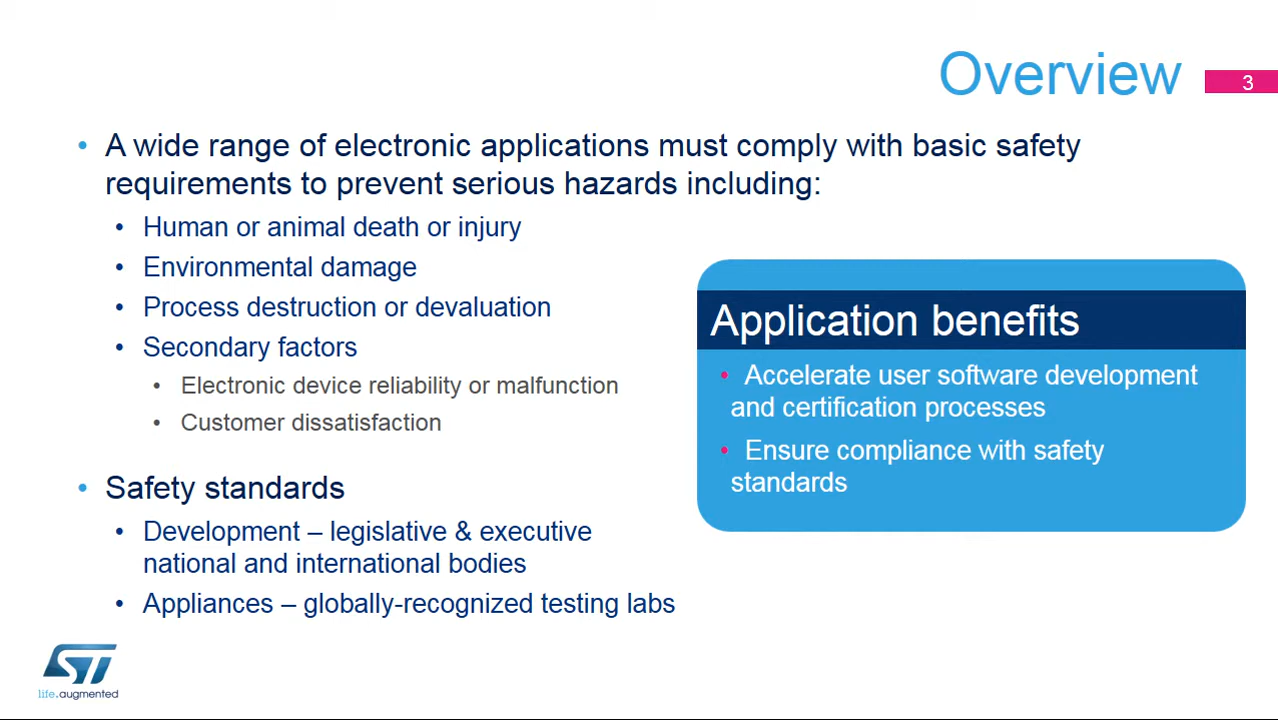 Overview
3
• A wide range of electronic applications must comply with basic safety
requirements to prevent serious hazards including:
• Human or animal death or injury
• Environmental damage
• Process destruction or devaluation
• Secondary factors
• Electronic device reliability or malfunction
• Customer dissatisfaction
• Safety standards
• Development – legislative & executive
national and international bodies
• Appliances – globally-recognized testing labs
Application benefits
• Accelerate user software development
and certification processes
• Ensure compliance with safety
standards
ST
life.augmented